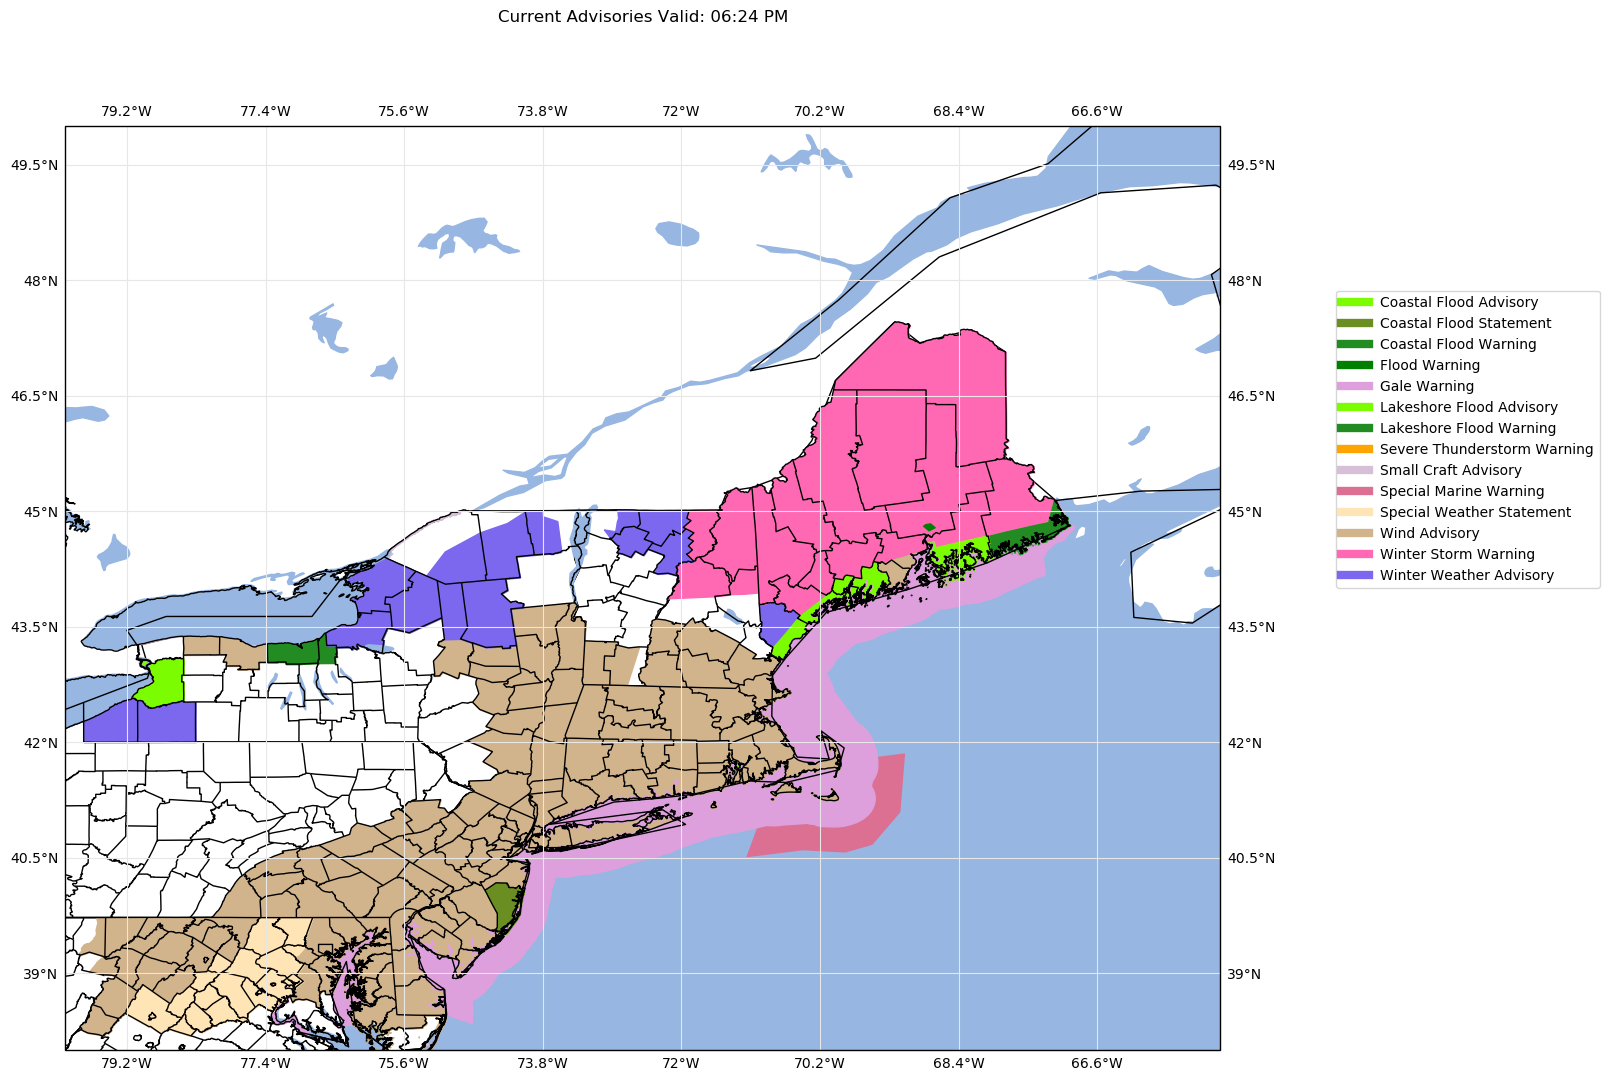 Current Advisories Valid: 06:24 PM
79.2°W 77.4°W 75.6°W 73.8°W 72°W 70.2°W 68.4°W 66.6°W
49.5°N 49.5°N
48°N 48°N
Coastal Flood Advisory
Coastal Flood Statement
Coastal Flood Warning
Flood Warning
Gale Warning
46.5°N 46.5°N
Lakeshore Flood Advisory
Lakeshore Flood Warning
Severe Thunderstorm Warning
Small Craft Advisory
Special Marine Warning
45°N 45°N
Special Weather Statement
Wind Advisory
Winter Storm Warning
Winter Weather Advisory
43.5°N 43.5°N
42°N 42°N
40.5°N 40.5°N
39°N 39°N
79.2°W 77.4°W 75.6°W 73.8°W 72°W 70.2°W 68.4°W 66.6°W